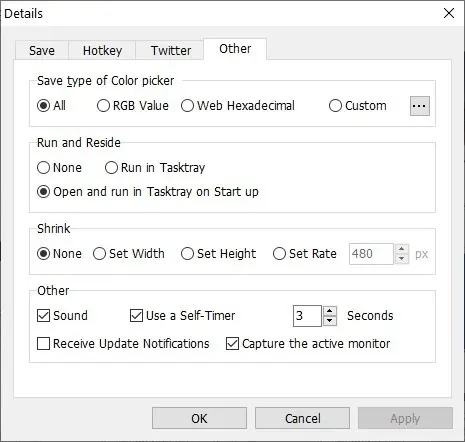 Details
Save Hotkey Twitter Other
Save type of Color picker
All RGB Value Web Hexadecimal Custom ...
Run and Reside
None Run in Tasktray
Open and run in Tasktray on Start up
Shrink
None Set Width Set Height Set Rate 480 px
Other
Sound Use a Self-Timer 3 Seconds
Receive Update Notifications Capture the active monitor
OK Cancel Apply